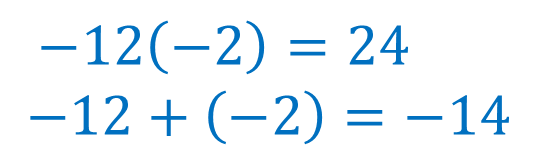 −12(−2) = 24
−12 + (−2) = −14